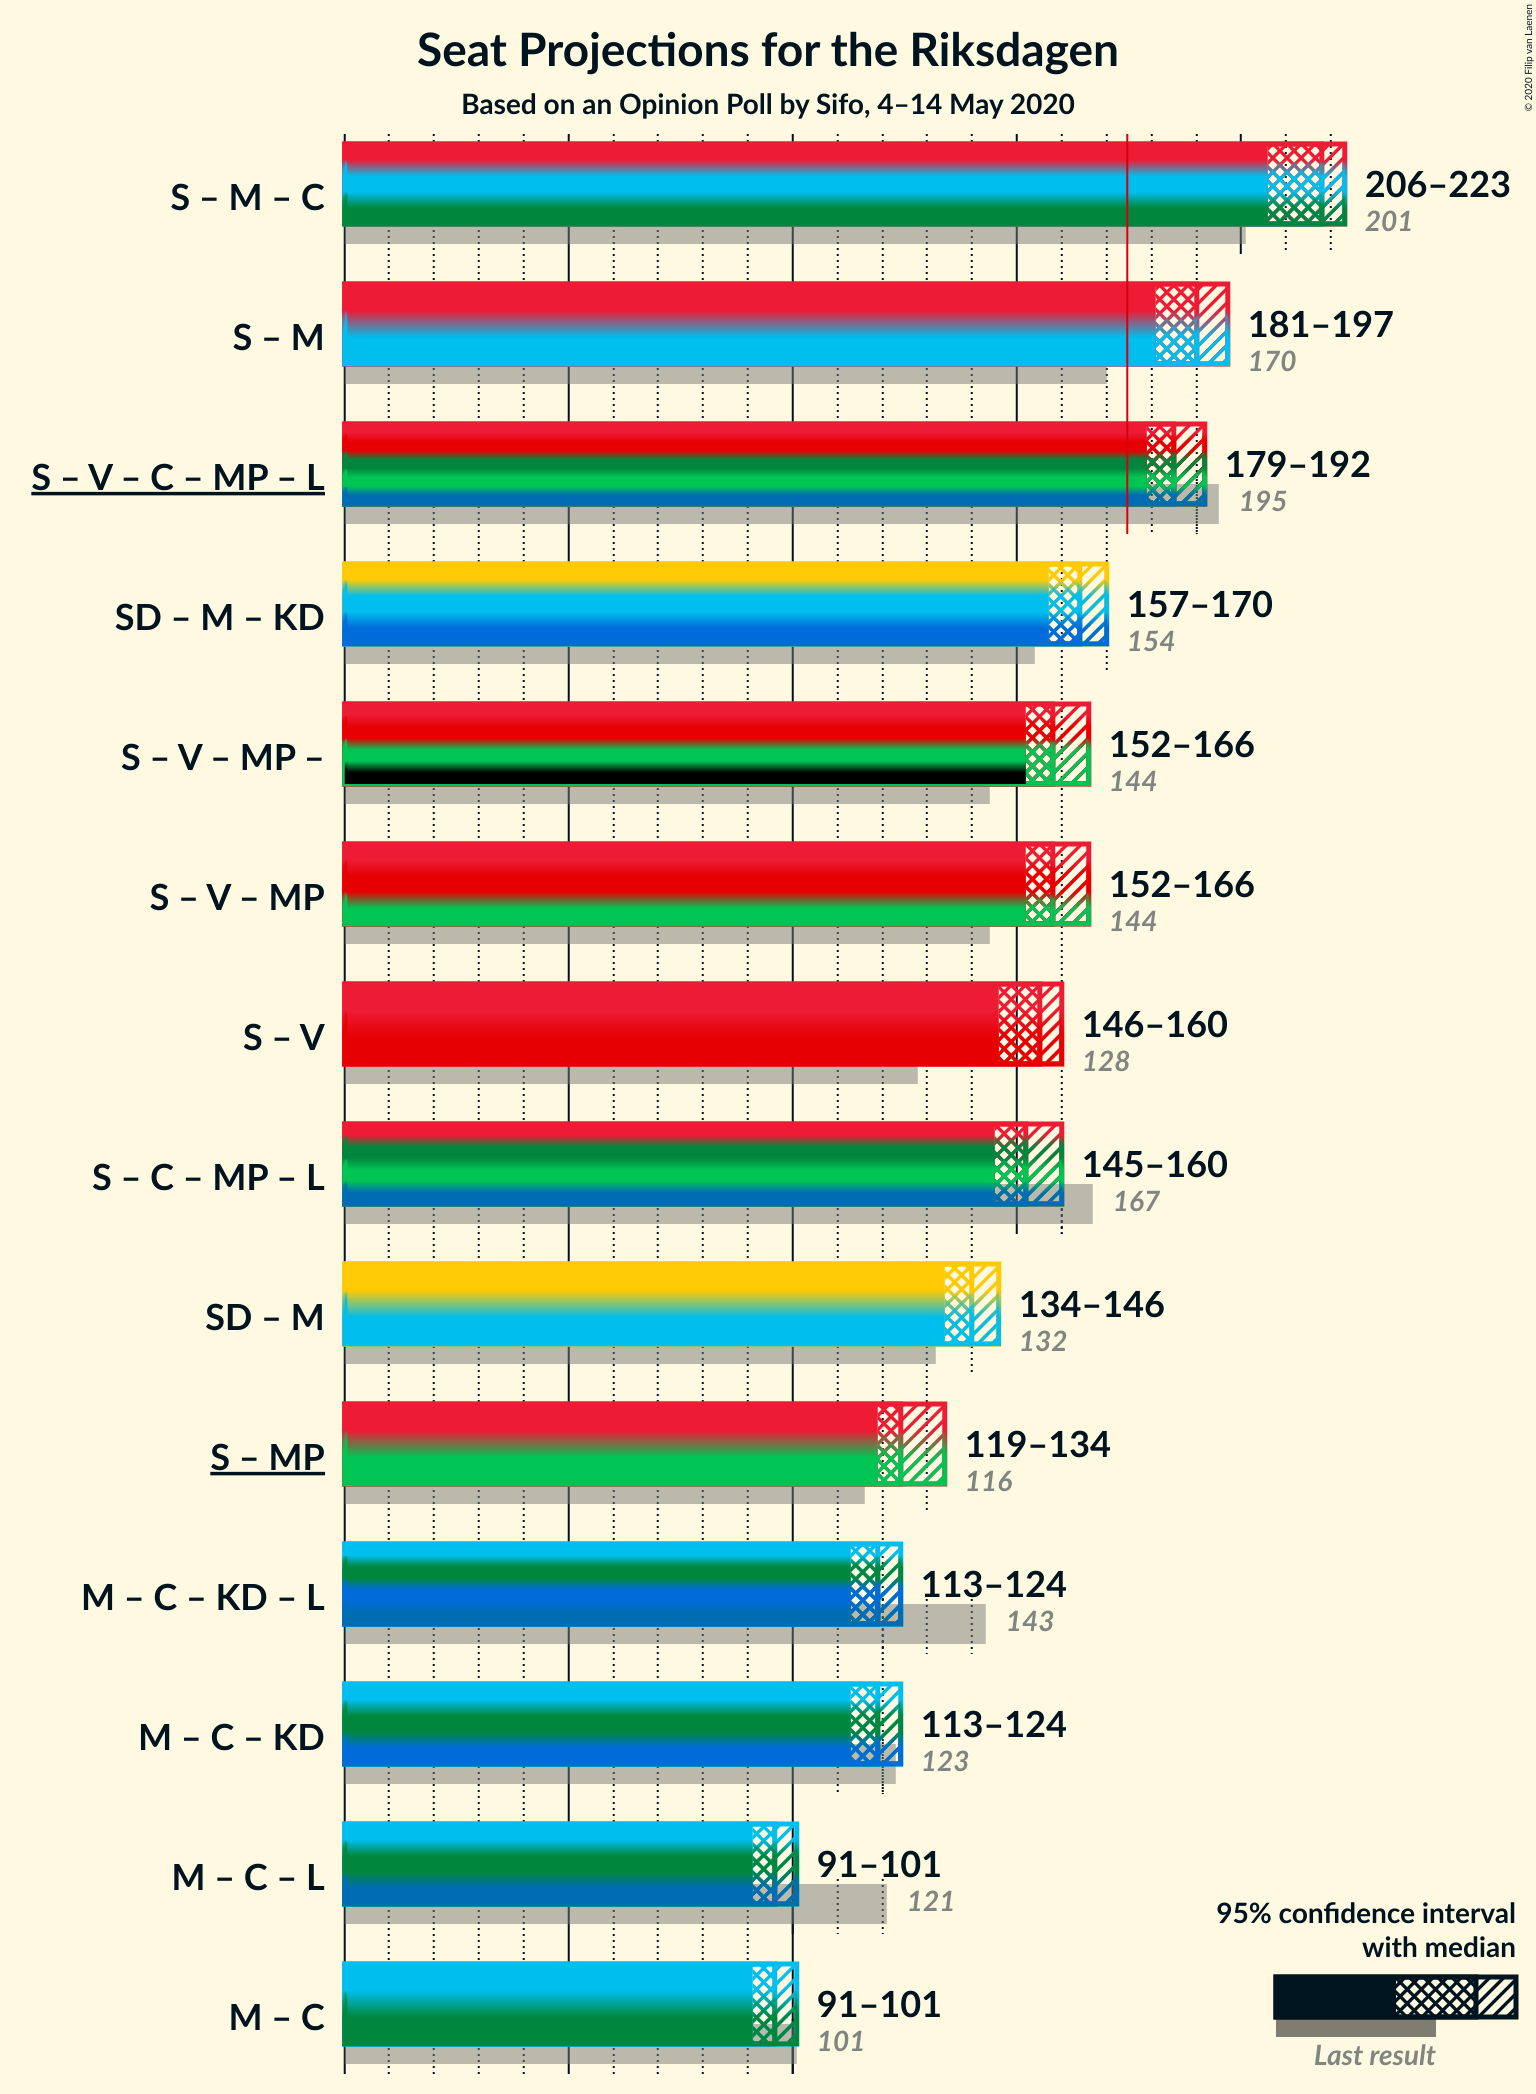 Seat Projections for the Riksdagen
Based on an Opinion Poll by Sifo, 4–14 May 2020
© 2020 Filip van Laenen
S – M – C
206–223
201
S – M
181–197
170
S – V – C – MP – L
179–192
195
SD – M – KD
157–170
154
S – V – MP –
152–166
144
S – V – MP
152–166
144
S – V
146–160
128
S – C – MP – L
145–160
167
SD – M
134–146
132
S – MP
119–134
116
M – C – KD – L
113–124
143
M – C – KD
113–124
123
M – C – L
91–101
121
M – C
91–101
101
95% confidence interval
with median
Last result